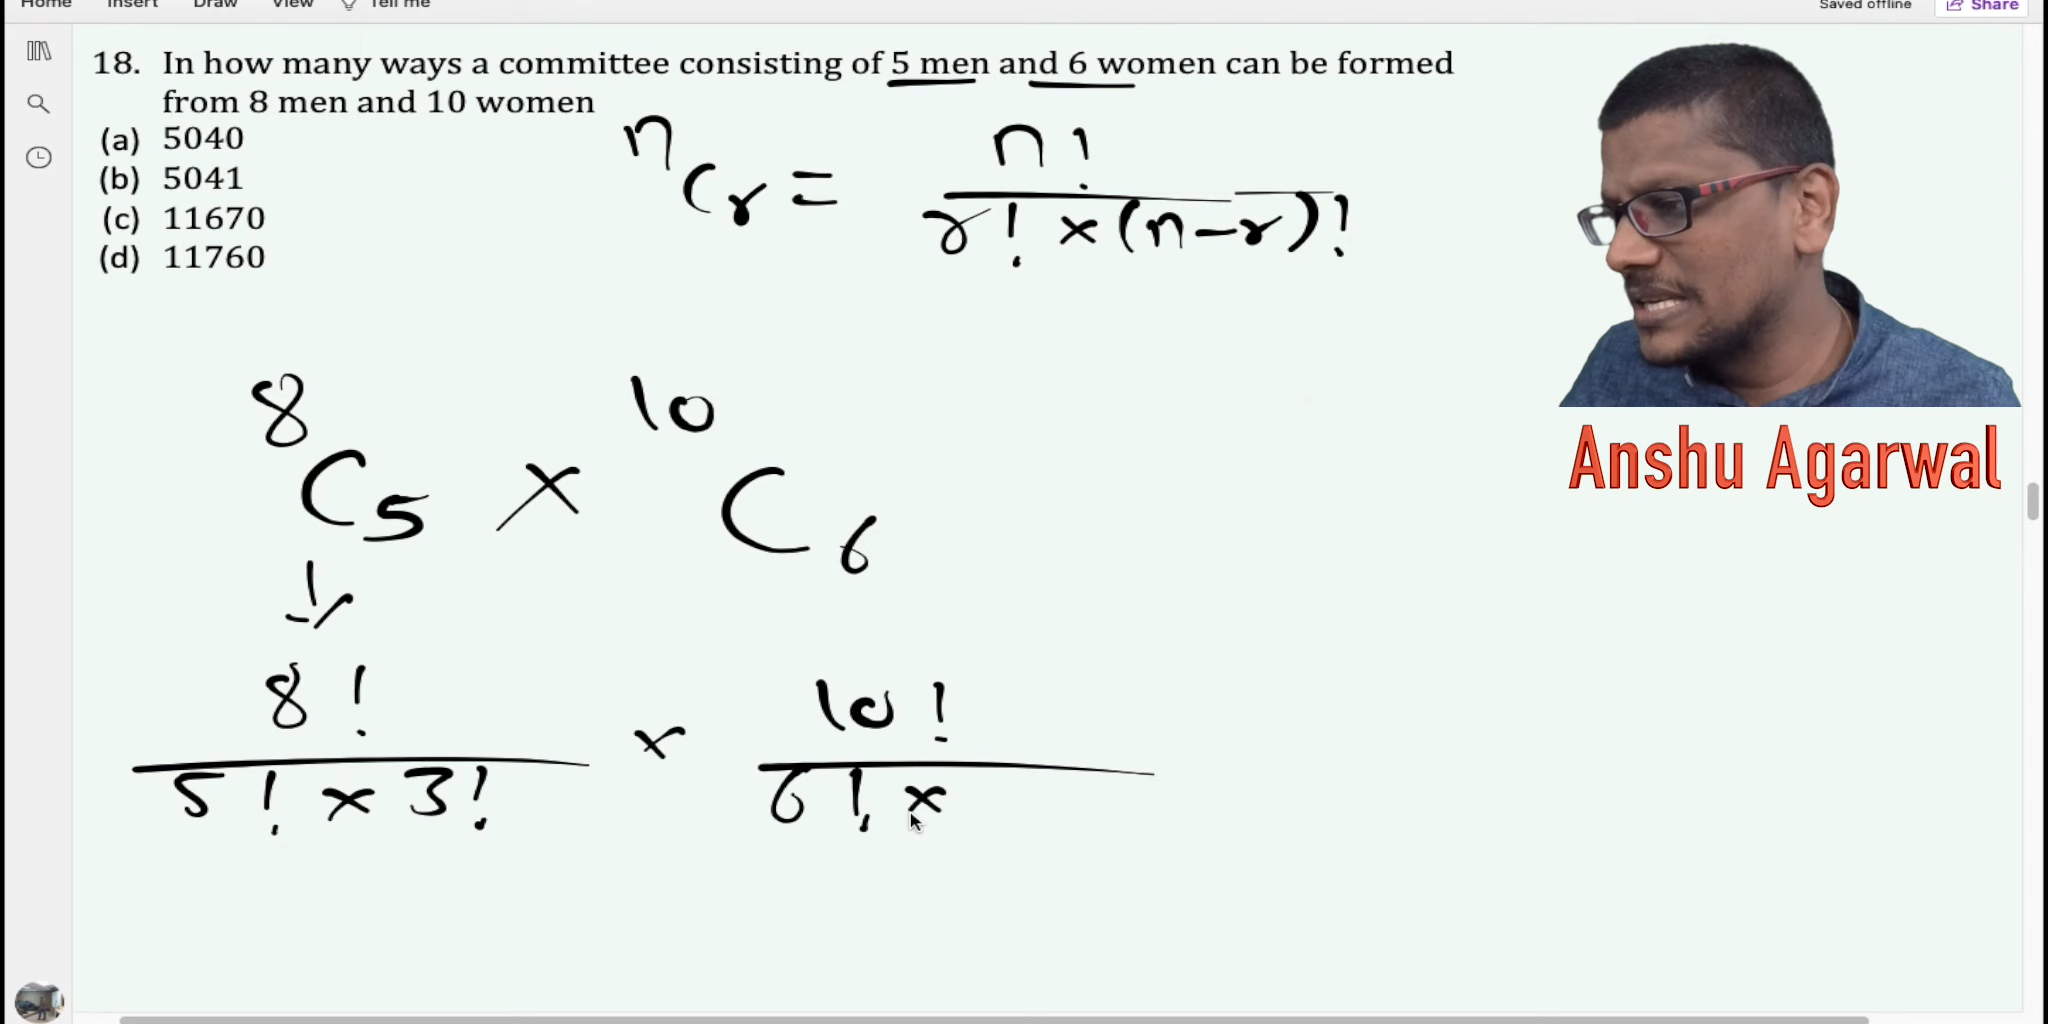 Home Insert Draw View Tell me Saved offline Share
18. In how many ways a committee consisting of 5 men and 6 women can be formed
from 8 men and 10 women
(a) 5040
(b) 5041
(c) 11670
(d) 11760
nCr = n! / r! × (n-r)!
8C5 × 10C6
8! / 5! × 3! × 10! / 6! ×
Anshu Agarwal